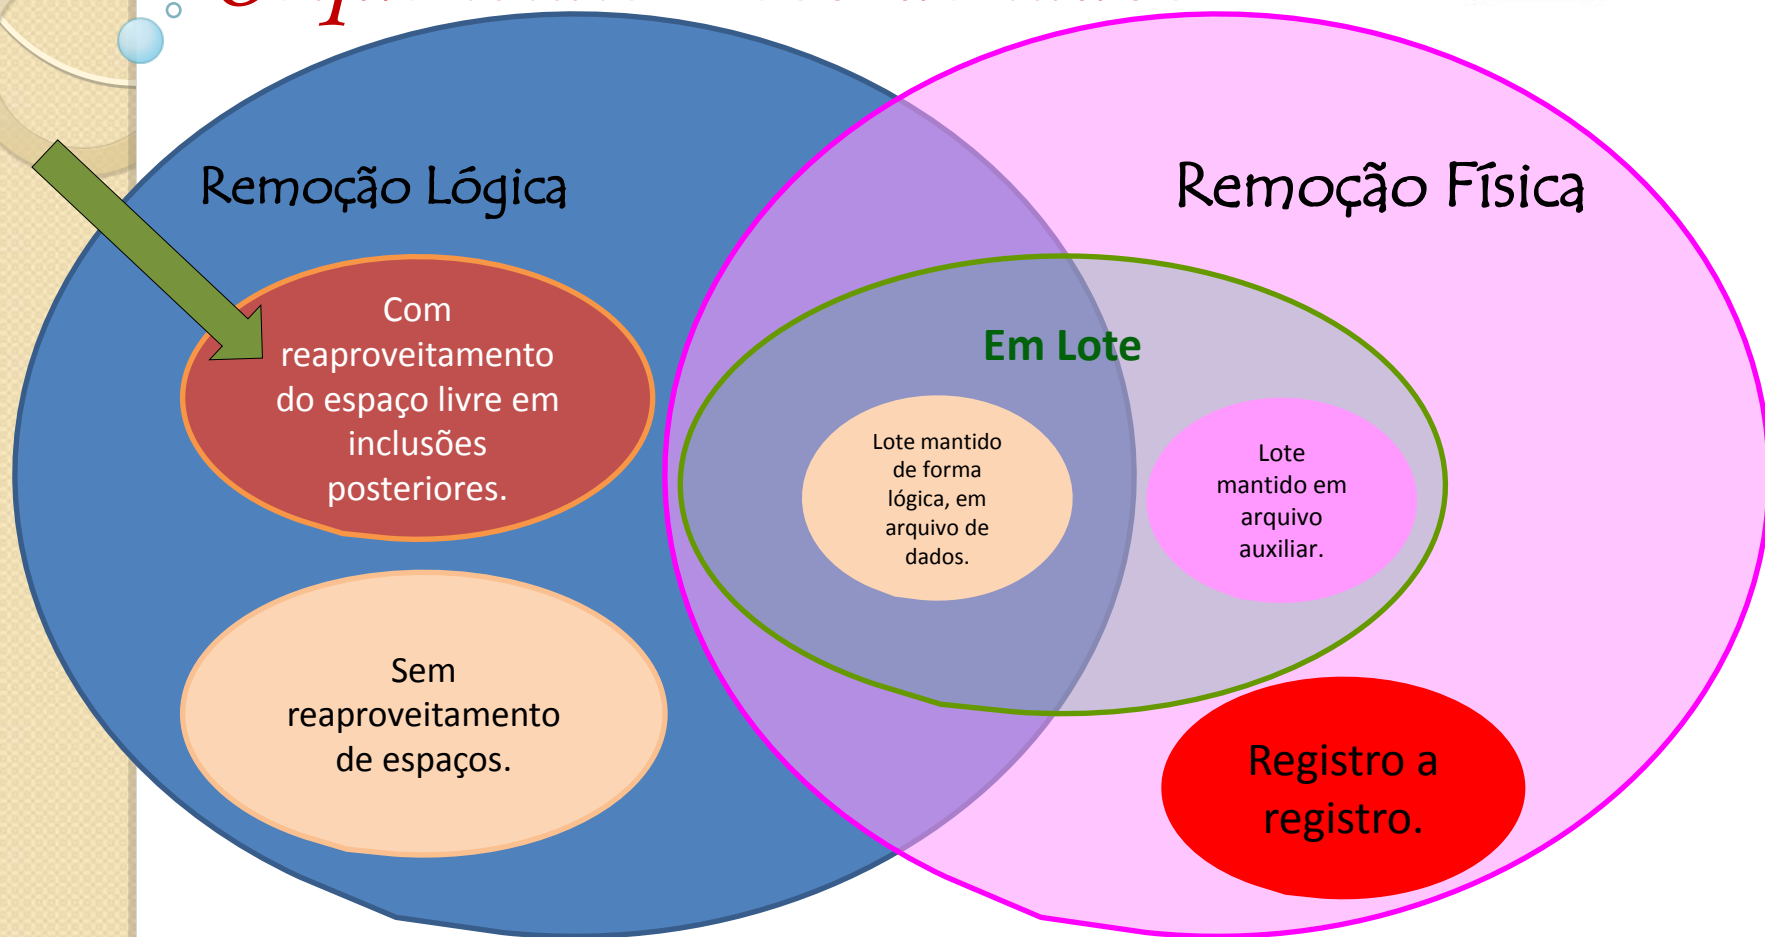 Remoção Lógica
Remoção Física
Com
reaproveitamento
do espaço livre em
inclusões
posteriores.
Em Lote
Lote mantido
de forma
lógica, em
arquivo de
dados.
Lote
mantido em
arquivo
auxiliar.
Sem
reaproveitamento
de espaços.
Registro a
registro.